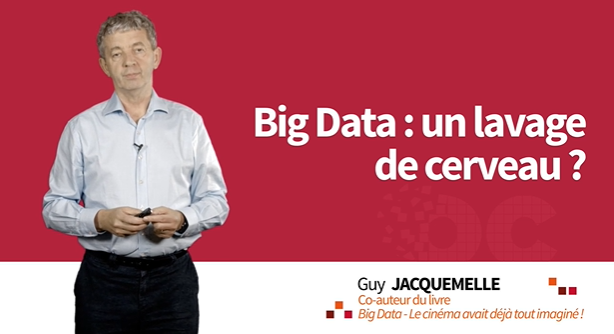 Big Data : un lavage
de cerveau ?
Guy JACQUEMELLE
Co-auteur du livre
Big Data - Le cinéma avait déjà tout imaginé !